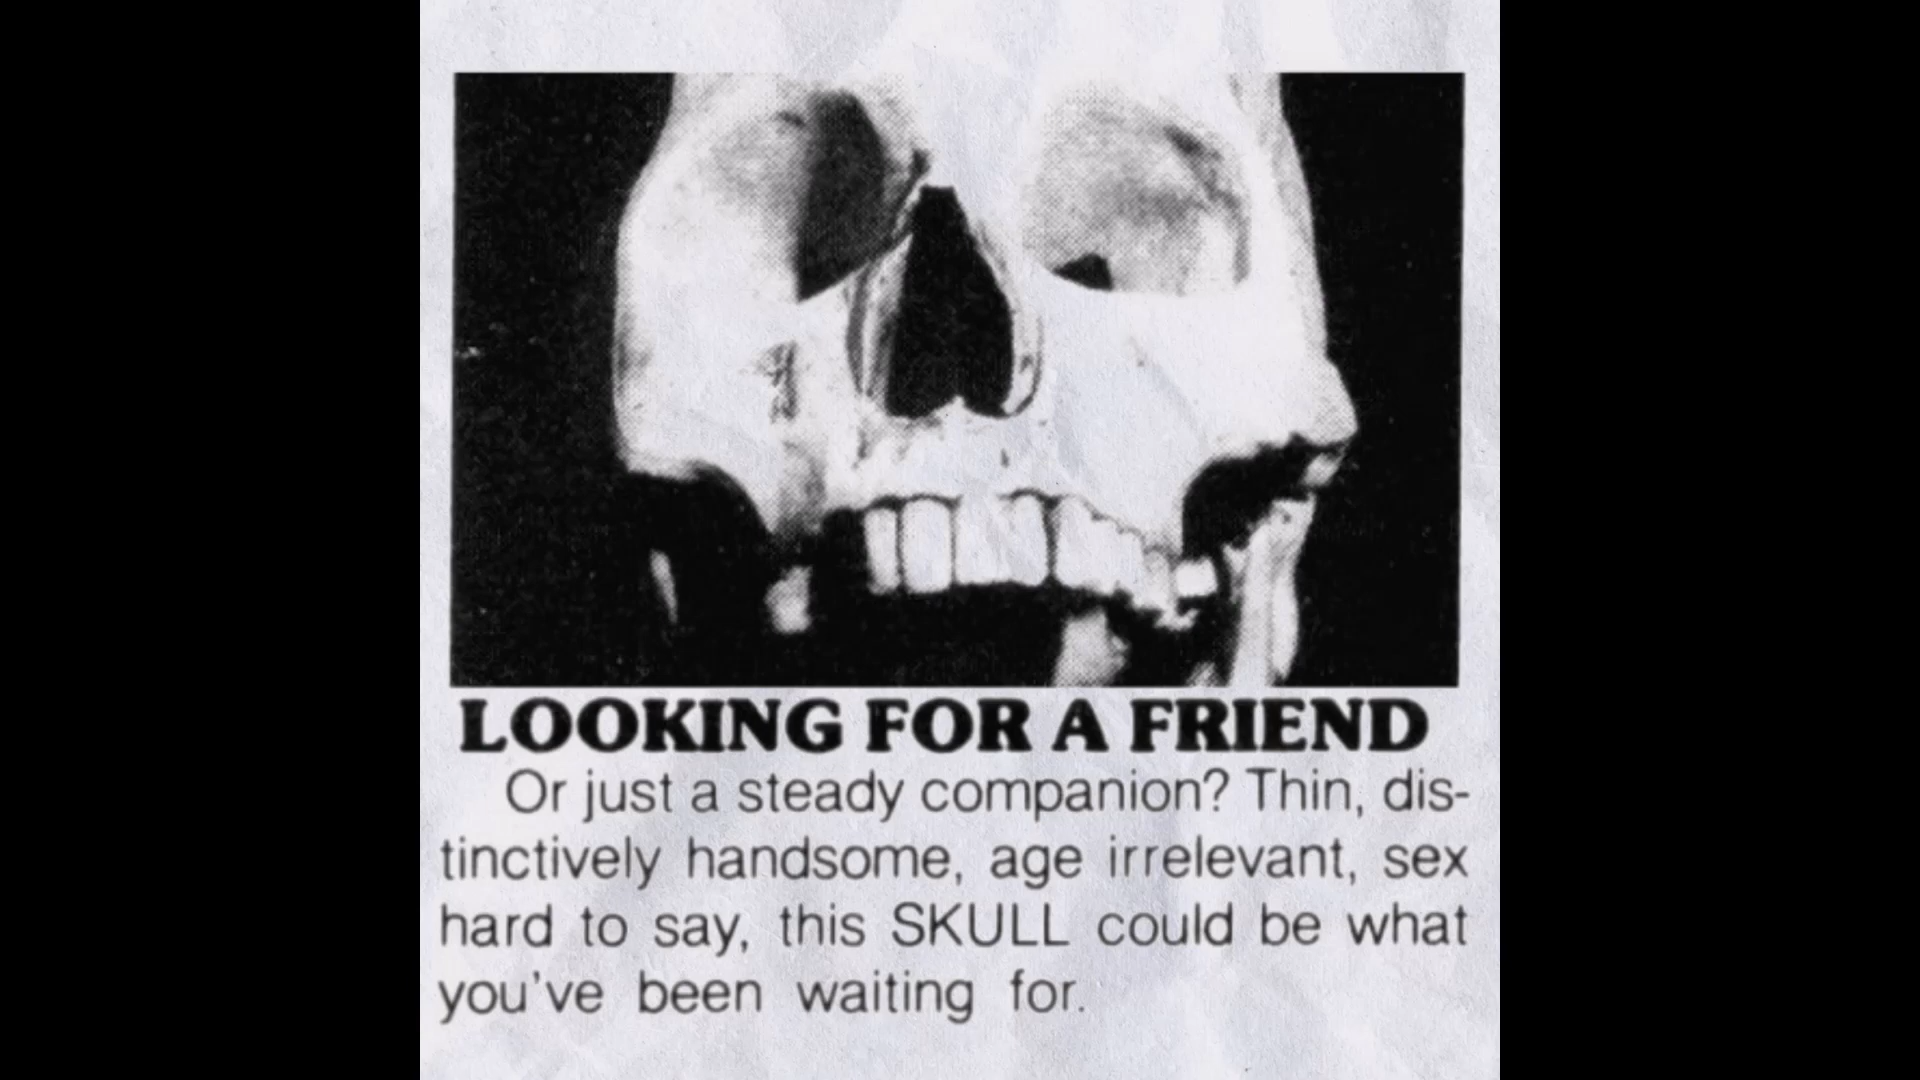 LOOKING FOR A FRIEND
Or just a steady companion? Thin, dis-
tinctively handsome, age irrelevant, sex
hard to say, this SKULL could be what
you've been waiting for.